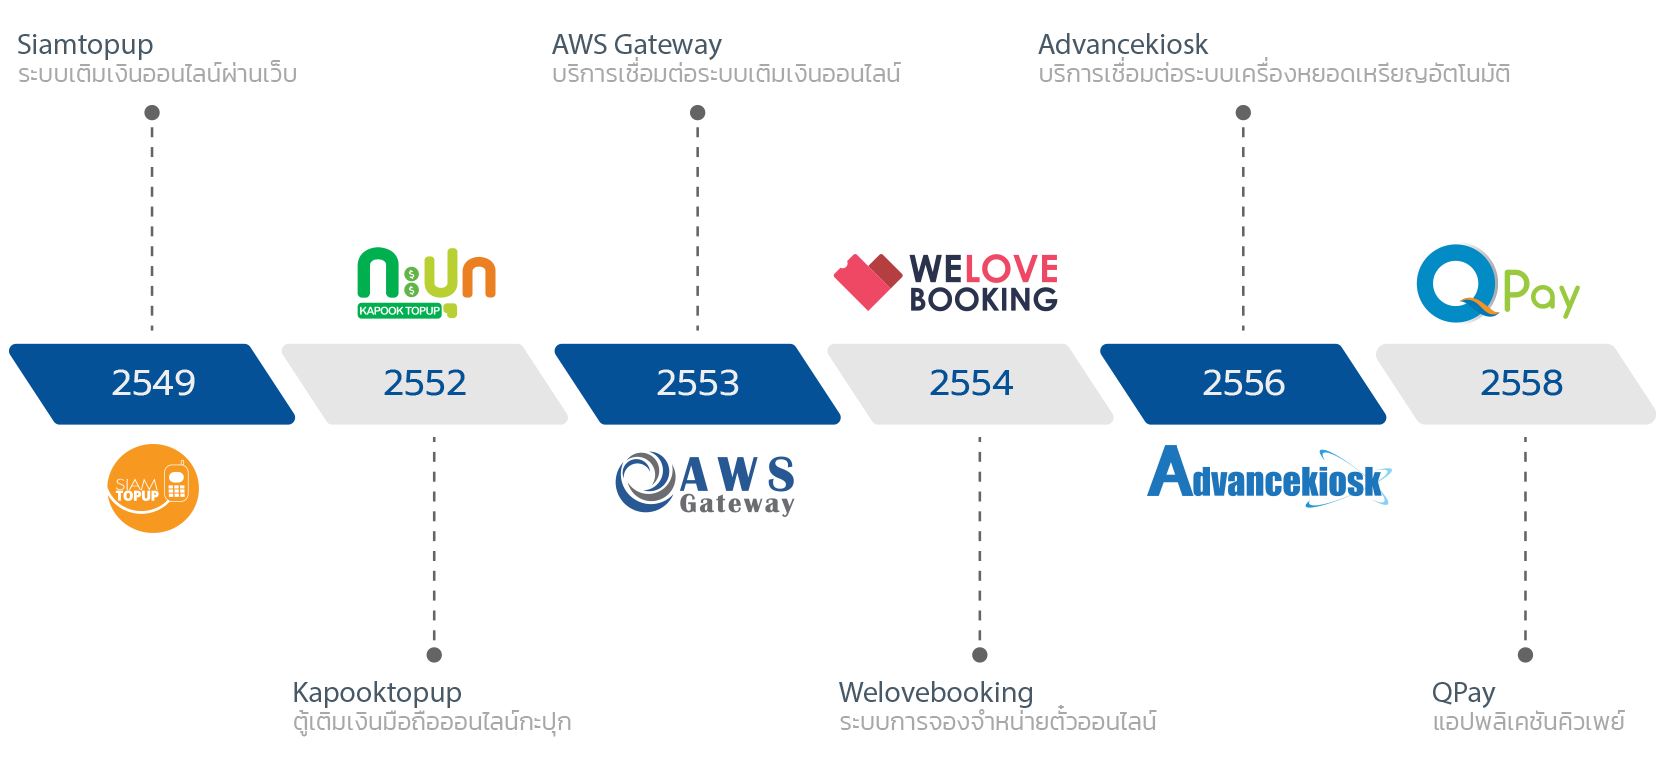 Siamtopup
ระบบเติมเงินออนไลน์ผ่านเว็บ
AWS Gateway
บริการเชื่อมต่อระบบเติมเงินออนไลน์
Advancekiosk
บริการเชื่อมต่อระบบเครื่องหยอดเหรียญอัตโนมัติ
กะปุก
KAPOOK TOPUP
WELOVE
BOOKING
QPay
2549
2552
2553
2554
2556
2558
SIAM
TOPUP
AWS
Gateway
Advancekiosk
Kapooktopup
ตู้เติมเงินมือถือออนไลน์กะปุก
Welovebooking
ระบบการจองจำหน่ายตั๋วออนไลน์
QPay
แอปพลิเคชันคิวเพย์